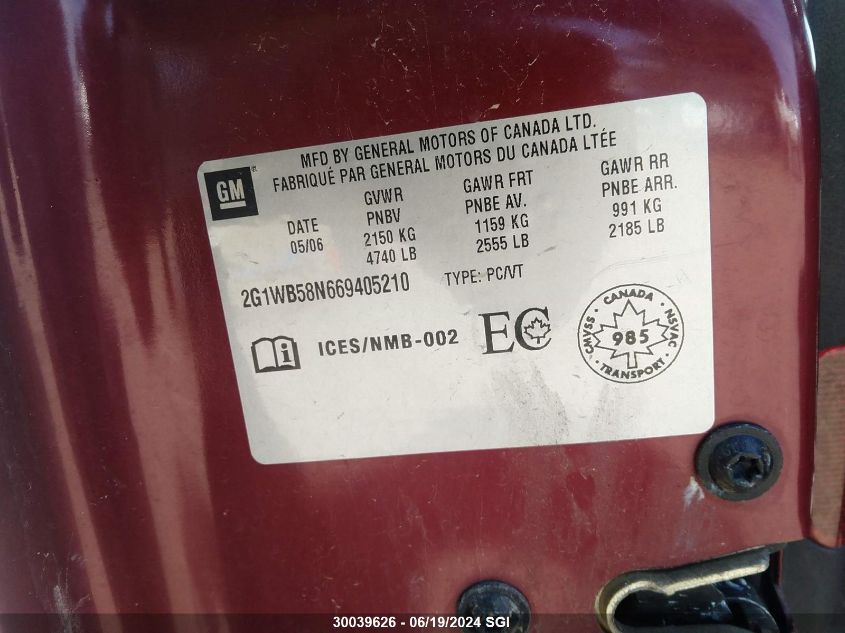 MFD BY GENERAL MOTORS OF CANADA LTD.
FABRIQUÉ PAR GENERAL MOTORS DU CANADA LTÉE
GM
DATE
05/06
GVWR
PNBV
2150 KG
4740 LB
GAWR FRT
PNBE AV.
1159 KG
2555 LB
GAWR RR
PNBE ARR.
991 KG
2185 LB
2G1WB58N669405210 TYPE: PC/VT
i ICES/NMB-002 EC
CANADA
CMVSS 985 NSVAC
TRANSPORT
30039626 - 06/19/2024 SGI